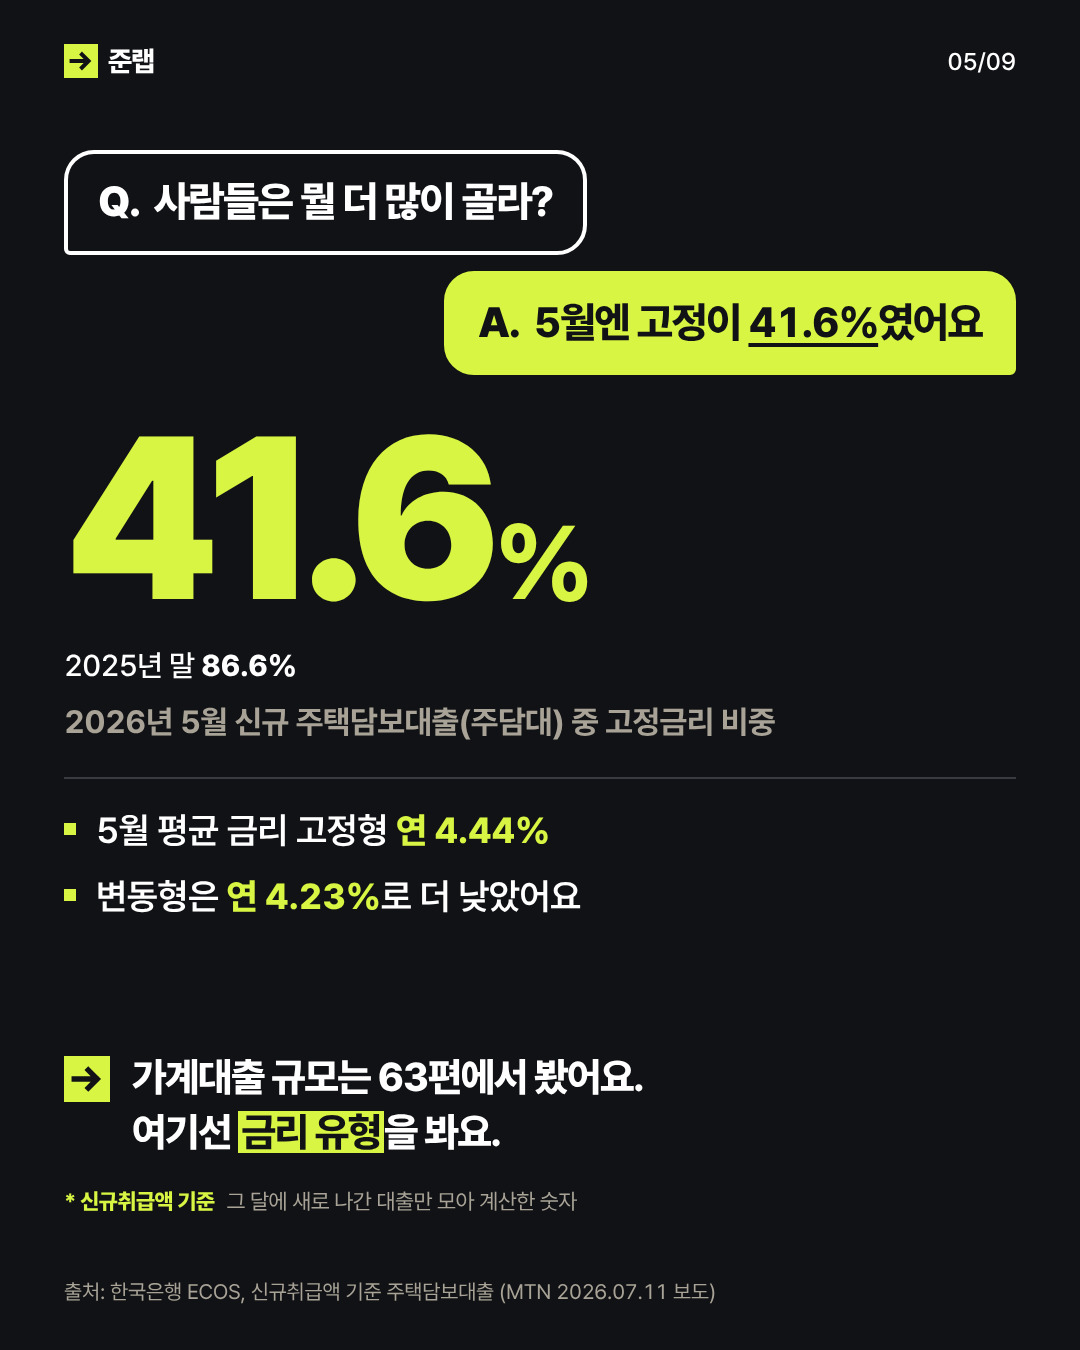 준랩
05/09
Q. 사람들은 뭘 더 많이 골라?
A. 5월엔 고정이 41.6%였어요
41.6%
2025년 말 86.6%
2026년 5월 신규 주택담보대출(주담대) 중 고정금리 비중
5월 평균 금리 고정형 연 4.44%
변동형은 연 4.23%로 더 낮았어요
가계대출 규모는 63편에서 봤어요.
여기선 금리 유형을 봐요.
* 신규취급액 기준 그 달에 새로 나간 대출만 모아 계산한 숫자
출처: 한국은행 ECOS, 신규취급액 기준 주택담보대출 (MTN 2026.07.11 보도)